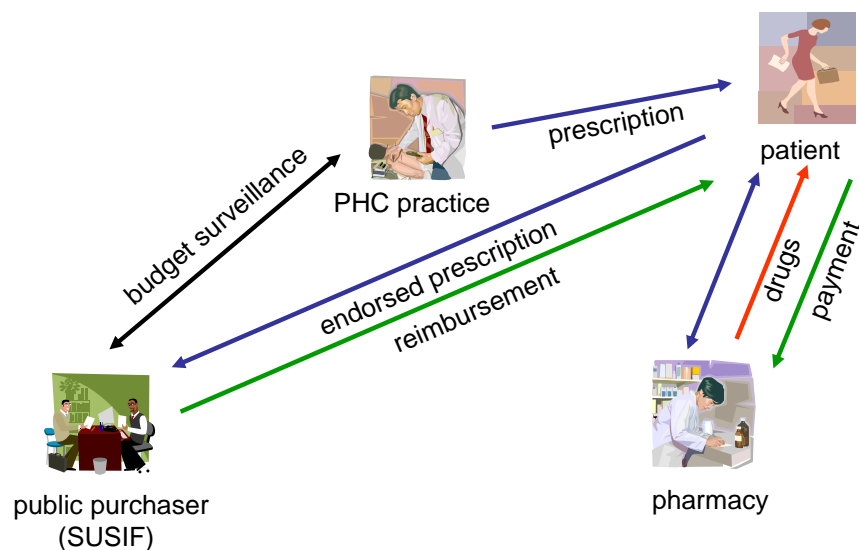 prescription
patient
PHC practice
budget surveillance
endorsed prescription
reimbursement
drugs
payment
public purchaser
(SUSIF)
pharmacy